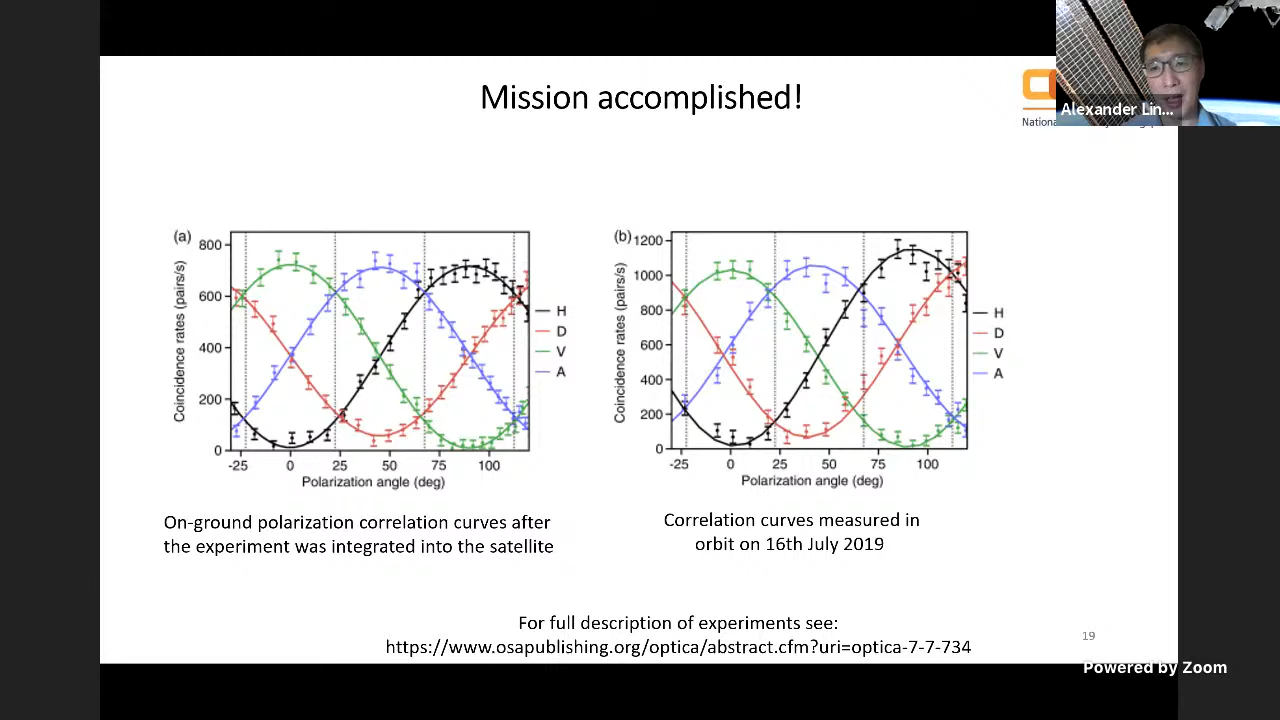 Mission accomplished!
Alexander Lin...
National
(a)
800
600
400
200
0
Coincidence rates (pairs/s)
-25
0
25
50
75
100
Polarization angle (deg)
H
D
V
A
(b)
1200
1000
800
600
400
200
0
Coincidence rates (pairs/s)
-25
0
25
50
75
100
Polarization angle (deg)
H
D
V
A
On-ground polarization correlation curves after
the experiment was integrated into the satellite
Correlation curves measured in
orbit on 16th July 2019
For full description of experiments see:
https://www.osapublishing.org/optica/abstract.cfm?uri=optica-7-7-734
19
Powered by Zoom